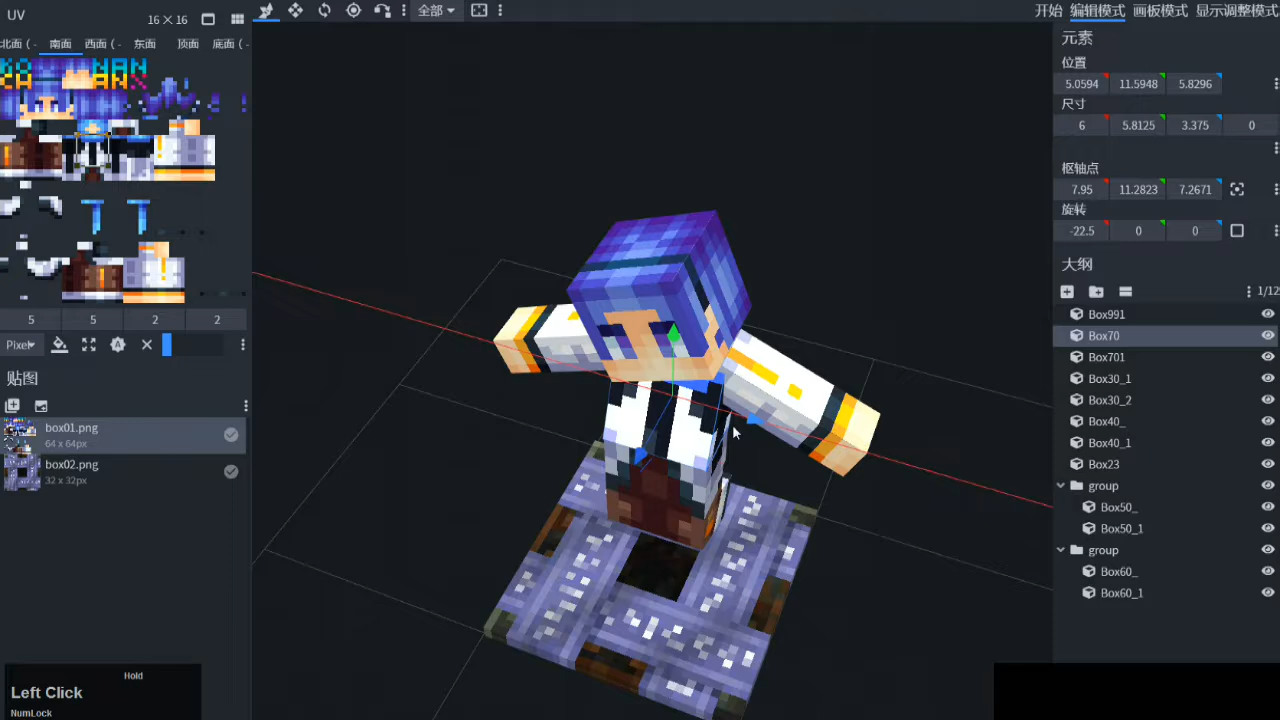 UV
16×16
全部
开始 编辑模式 画板模式 显示调整模式
北面 ( 南面 西面 ( 东面 顶面 底面 (
5 5 2 2
Pixel
贴图
box01.png
64 x 64px
box02.png
32 x 32px
Hold
Left Click
NumLock
元素
位置
5.0594 11.5948 5.8296
尺寸
6 5.8125 3.375 0
枢轴点
7.95 11.2823 7.2671
旋转
-22.5 0 0
大纲
1/12
Box991
Box70
Box701
Box30_1
Box30_2
Box40_
Box40_1
Box23
group
Box50_
Box50_1
group
Box60_
Box60_1